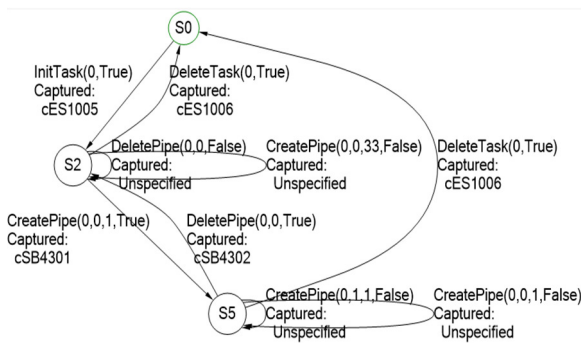 S0
InitTask(0,True)
Captured:
cES1005
DeleteTask(0,True)
Captured:
cES1006
S2
DeletePipe(0,0,False)
Captured:
Unspecified
CreatePipe(0,0,33,False)
Captured:
Unspecified
DeleteTask(0,True)
Captured:
cES1006
CreatePipe(0,0,1,True)
Captured:
cSB4301
DeletePipe(0,0,True)
Captured:
cSB4302
S5
CreatePipe(0,1,1,False)
Captured:
Unspecified
CreatePipe(0,0,1,False)
Captured:
Unspecified